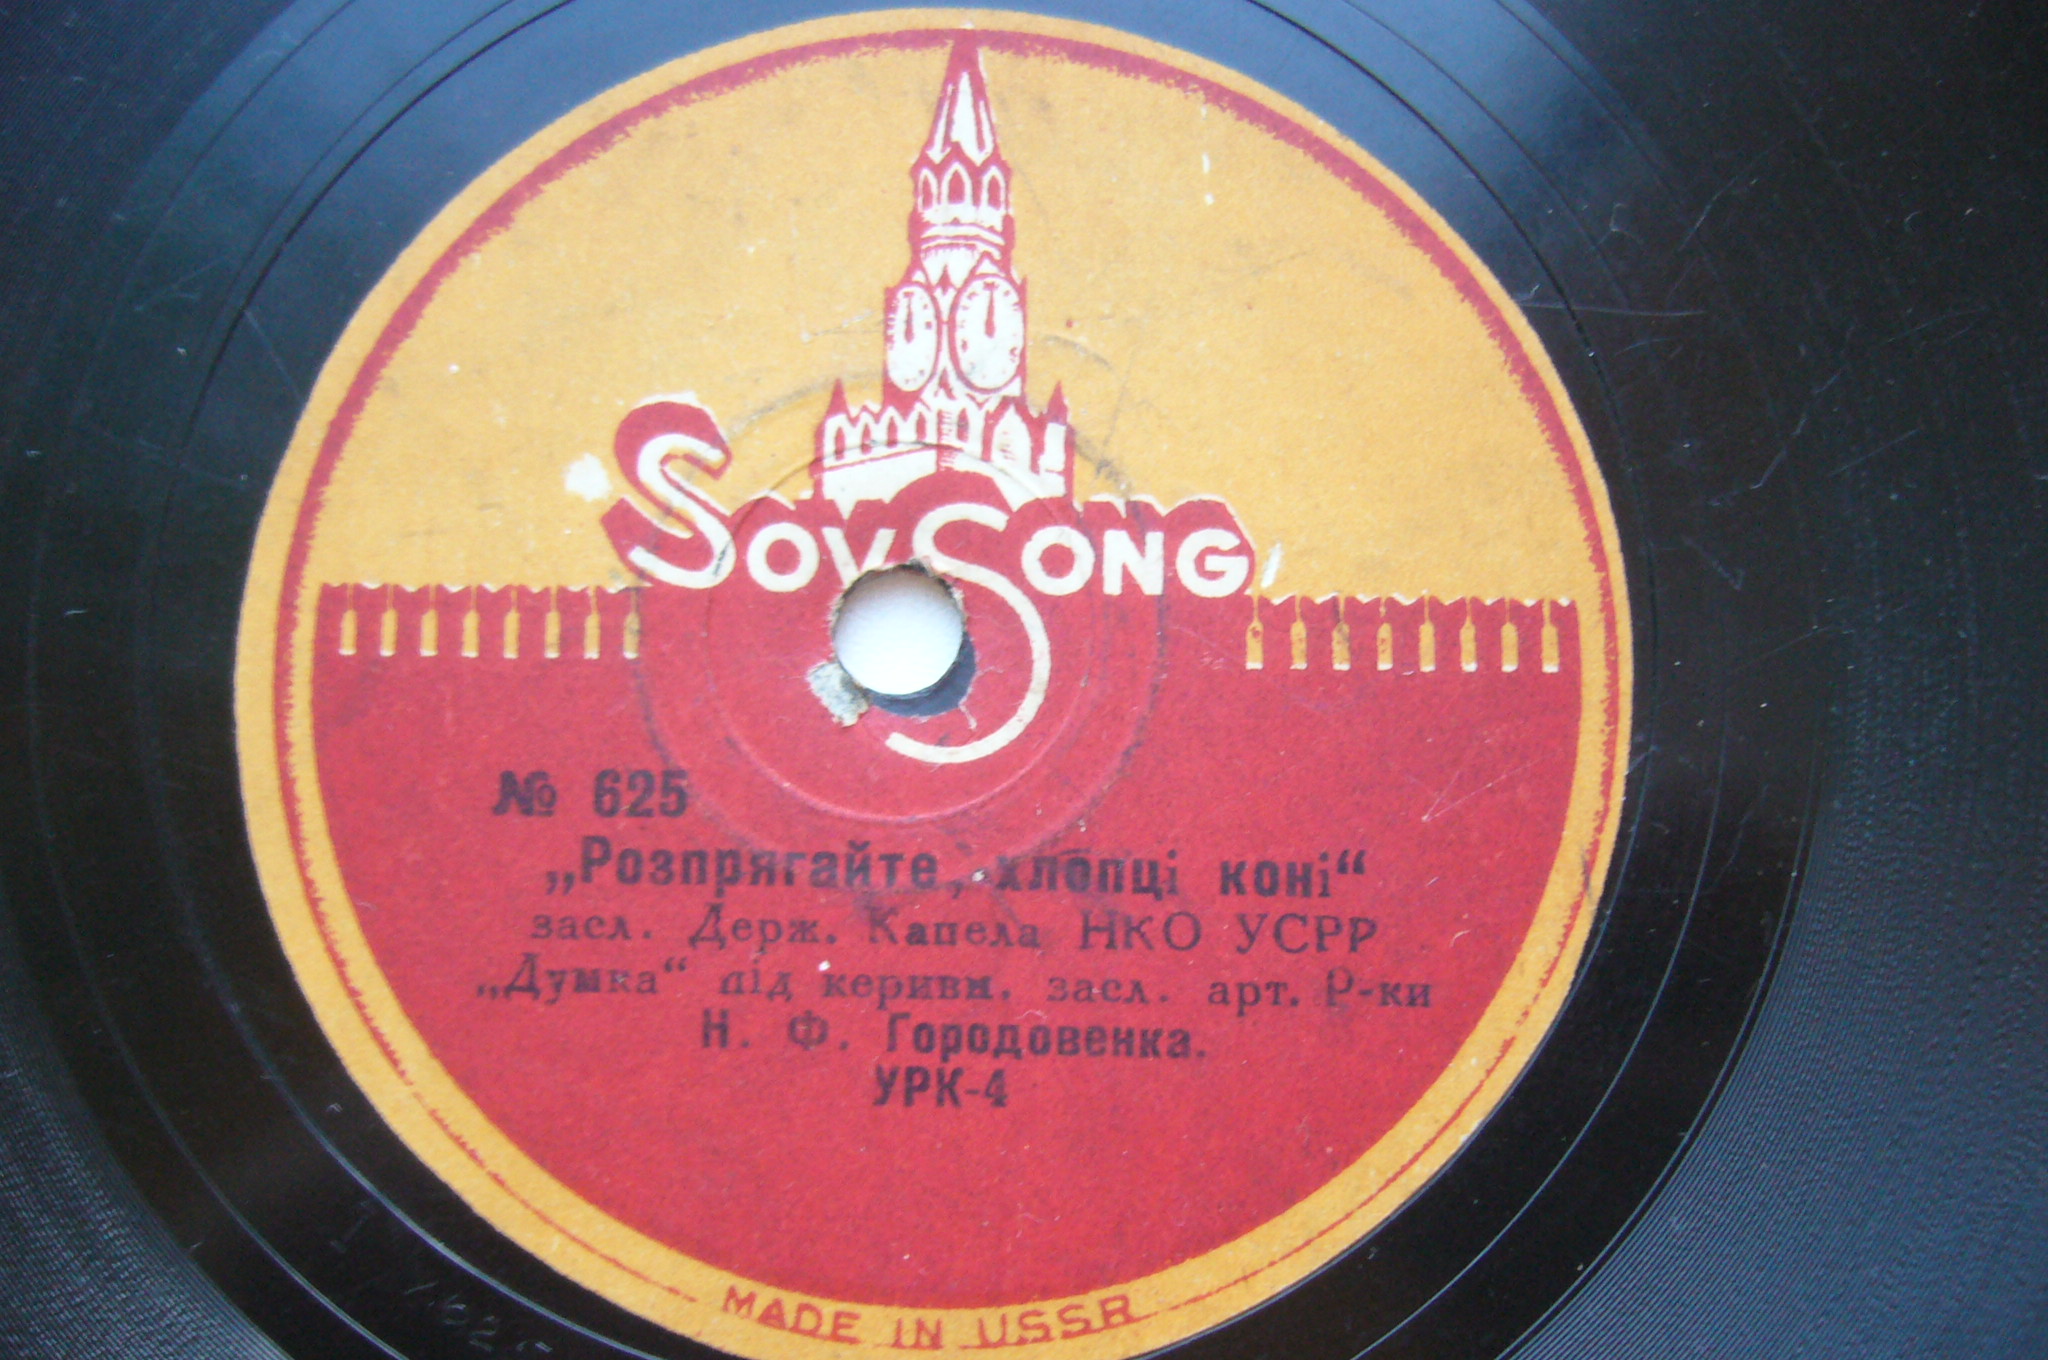 SovSong
№ 625
„Розпрягайте, хлопці коні“
засл. Держ. Капела НКО УСРР
„Думка“ під керивн. засл. арт. Р-ки
Н. Ф. Городовенка.
УРК-4
MADE IN USSR